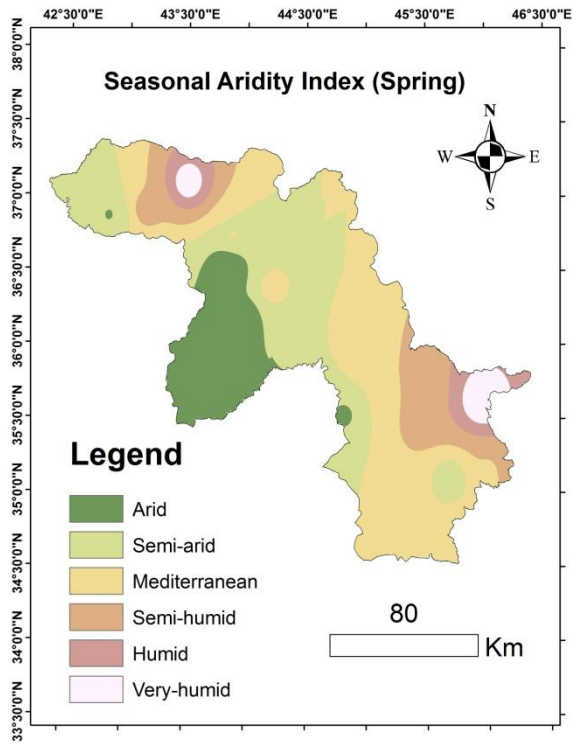 42°30'0"E 43°30'0"E 44°30'0"E 45°30'0"E 46°30'0"E
38°0'0"N
37°30'0"N
37°0'0"N
36°30'0"N
36°0'0"N
35°30'0"N
35°0'0"N
34°30'0"N
34°0'0"N
33°30'0"N
Seasonal Aridity Index (Spring)
N
W E
S
Legend
Arid
Semi-arid
Mediterranean
Semi-humid
Humid
Very-humid
80
Km